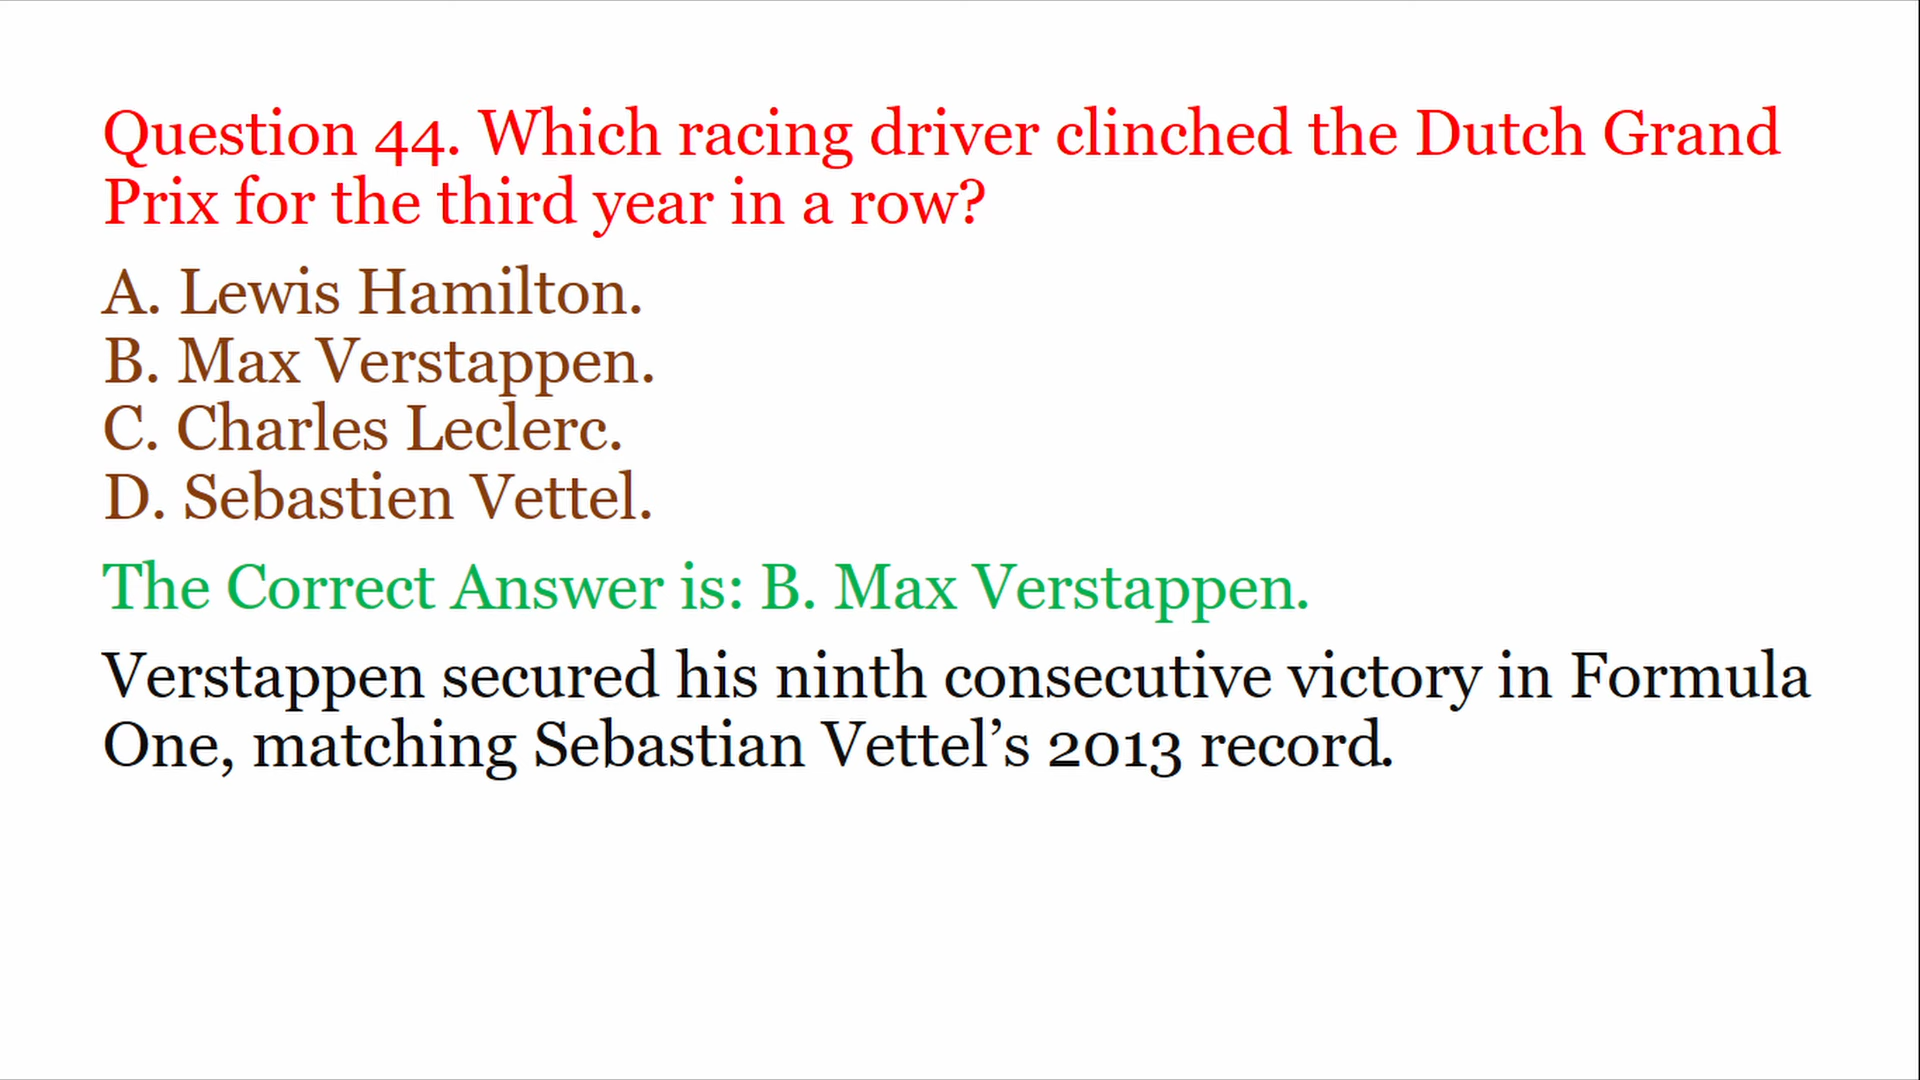 Question 44. Which racing driver clinched the Dutch Grand
Prix for the third year in a row?
A. Lewis Hamilton.
B. Max Verstappen.
C. Charles Leclerc.
D. Sebastien Vettel.
The Correct Answer is: B. Max Verstappen.
Verstappen secured his ninth consecutive victory in Formula
One, matching Sebastian Vettel’s 2013 record.